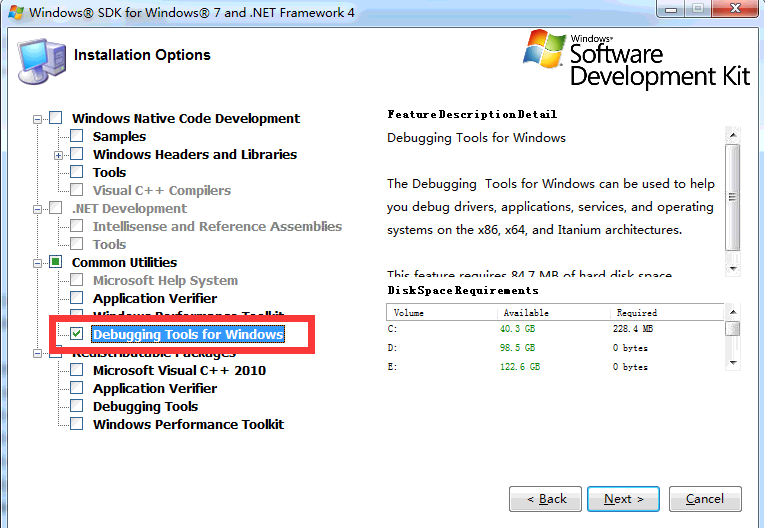 Windows® SDK for Windows® 7 and .NET Framework 4
Installation Options
Windows®
Software
Development Kit
Windows Native Code Development
Samples
Windows Headers and Libraries
Tools
Visual C++ Compilers
.NET Development
Intellisense and Reference Assemblies
Tools
Common Utilities
Microsoft Help System
Application Verifier
Windows Performance Toolkit
Debugging Tools for Windows
Redistributable Packages
Microsoft Visual C++ 2010
Application Verifier
Debugging Tools
Windows Performance Toolkit
Feature Description Detail
Debugging Tools for Windows
The Debugging Tools for Windows can be used to help
you debug drivers, applications, services, and operating
systems on the x86, x64, and Itanium architectures.
This feature requires 84.7 MB of hard disk space.
Disk Space Requirements
Volume Available Required
C: 40.3 GB 228.4 MB
D: 98.5 GB 0 bytes
E: 122.6 GB 0 bytes
< Back Next > Cancel